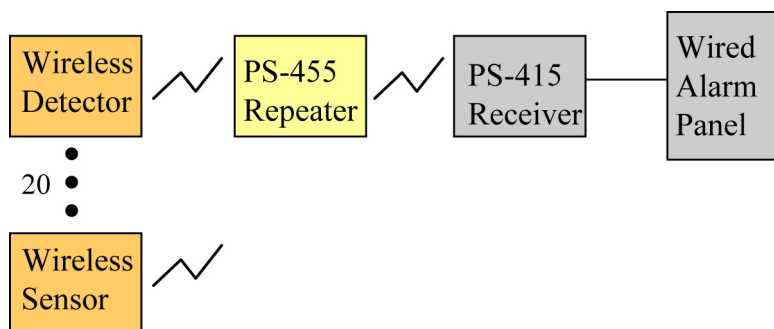 Wireless
Detector
PS-455
Repeater
PS-415
Receiver
Wired
Alarm
Panel
20
Wireless
Sensor